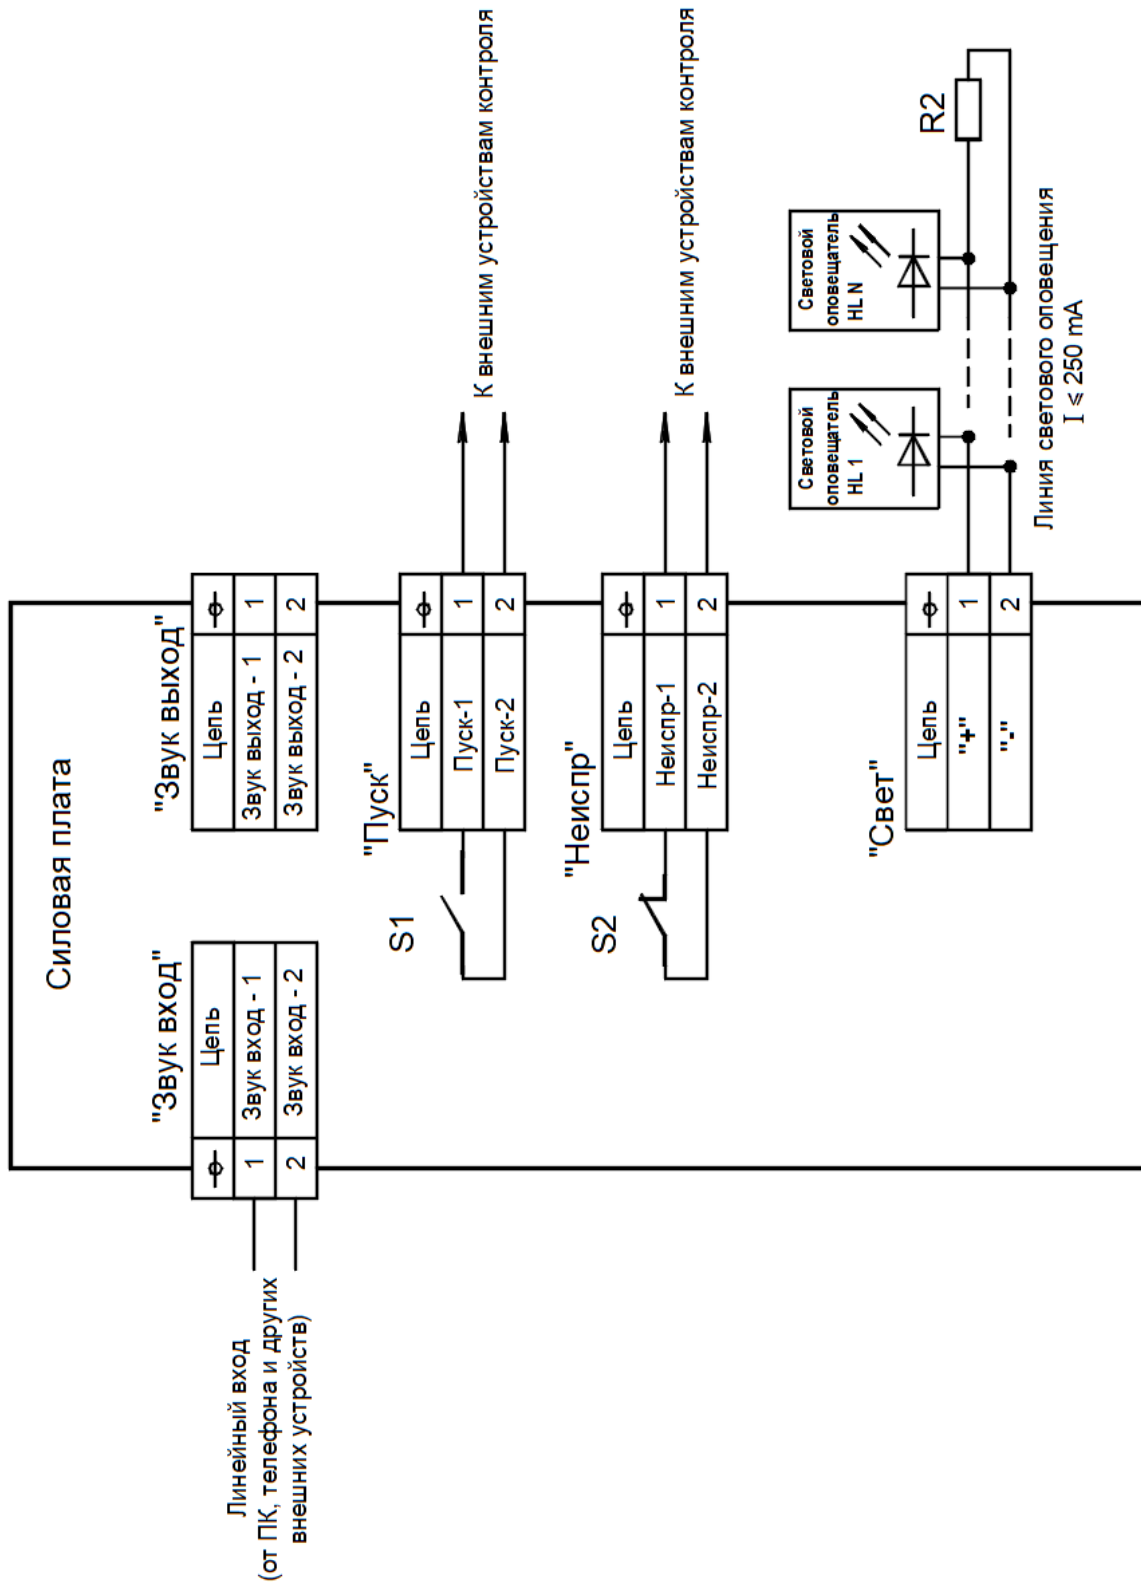 Силовая плата
"Звук вход"
Цепь
1 Звук вход - 1
2 Звук вход - 2
Линейный вход
(от ПК, телефона и других
внешних устройств)
"Звук выход"
Цепь
Звук выход - 1 1
Звук выход - 2 2
"Пуск"
Цепь
Пуск-1 1
Пуск-2 2
S1
К внешним устройствам контроля
"Неиспр"
Цепь
Неиспр-1 1
Неиспр-2 2
S2
К внешним устройствам контроля
"Свет"
Цепь
"+" 1
"-" 2
Световой
оповещатель
HL 1
Световой
оповещатель
HL N
R2
Линия светового оповещения
I ⩽ 250 mA